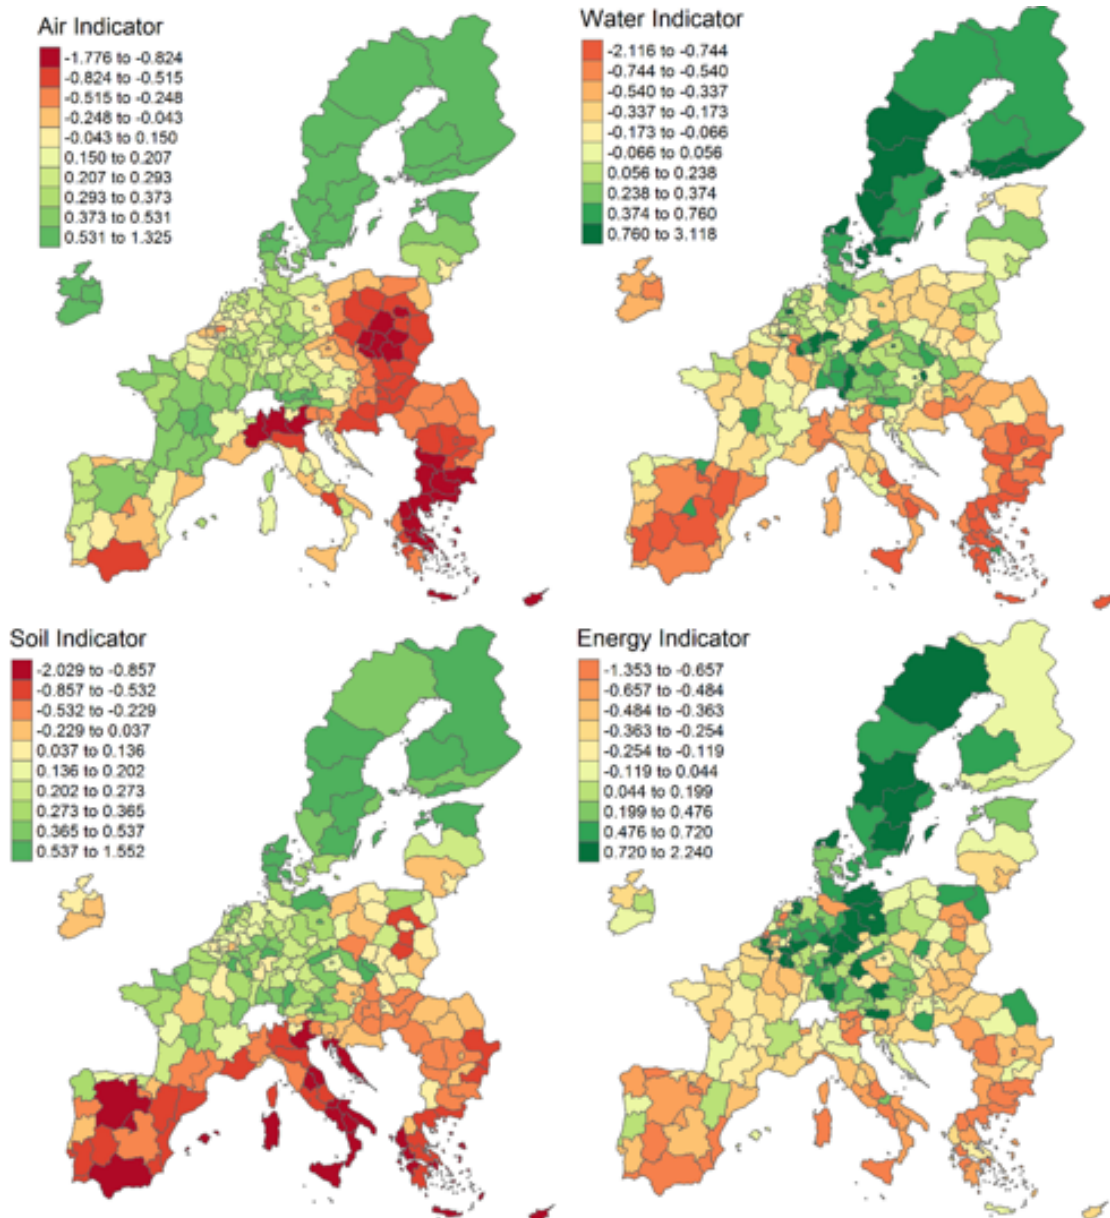 Air Indicator
-1.776 to -0.824
-0.824 to -0.515
-0.515 to -0.248
-0.248 to -0.043
-0.043 to 0.150
0.150 to 0.207
0.207 to 0.293
0.293 to 0.373
0.373 to 0.531
0.531 to 1.325
Water Indicator
-2.116 to -0.744
-0.744 to -0.540
-0.540 to -0.337
-0.337 to -0.173
-0.173 to -0.066
-0.066 to 0.056
0.056 to 0.238
0.238 to 0.374
0.374 to 0.760
0.760 to 3.118
Soil Indicator
-2.029 to -0.857
-0.857 to -0.532
-0.532 to -0.229
-0.229 to 0.037
0.037 to 0.136
0.136 to 0.202
0.202 to 0.273
0.273 to 0.365
0.365 to 0.537
0.537 to 1.552
Energy Indicator
-1.353 to -0.657
-0.657 to -0.484
-0.484 to -0.363
-0.363 to -0.254
-0.254 to -0.119
-0.119 to 0.044
0.044 to 0.199
0.199 to 0.476
0.476 to 0.720
0.720 to 2.240